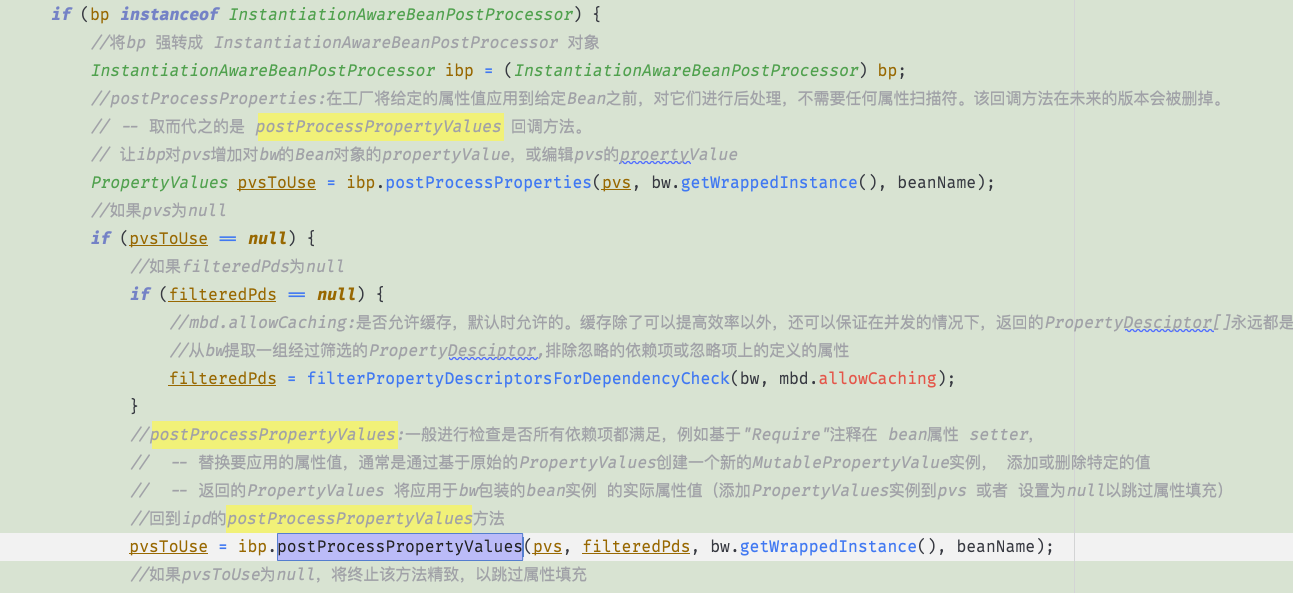 if (bp instanceof InstantiationAwareBeanPostProcessor) {
//将bp 强转成 InstantiationAwareBeanPostProcessor 对象
InstantiationAwareBeanPostProcessor ibp = (InstantiationAwareBeanPostProcessor) bp;
//postProcessProperties:在工厂将给定的属性值应用到给定Bean之前，对它们进行后处理，不需要任何属性扫描符。该回调方法在未来的版本会被删掉。
// -- 取而代之的是 postProcessPropertyValues 回调方法。
// 让ibp对pvs增加对bw的Bean对象的propertyValue，或编辑pvs的proertyValue
PropertyValues pvsToUse = ibp.postProcessProperties(pvs, bw.getWrappedInstance(), beanName);
//如果pvs为null
if (pvsToUse == null) {
//如果filteredPds为null
if (filteredPds == null) {
//mbd.allowCaching:是否允许缓存，默认时允许的。缓存除了可以提高效率以外，还可以保证在并发的情况下，返回的PropertyDesciptor[]永远都是
//从bw提取一组经过筛选的PropertyDesciptor,排除忽略的依赖项或忽略项上的定义的属性
filteredPds = filterPropertyDescriptorsForDependencyCheck(bw, mbd.allowCaching);
}
//postProcessPropertyValues:一般进行检查是否所有依赖项都满足，例如基于"Require"注释在 bean属性 setter，
//  -- 替换要应用的属性值，通常是通过基于原始的PropertyValues创建一个新的MutablePropertyValue实例， 添加或删除特定的值
//  -- 返回的PropertyValues 将应用于bw包装的bean实例 的实际属性值（添加PropertyValues实例到pvs 或者 设置为null以跳过属性填充）
//回到ipd的postProcessPropertyValues方法
pvsToUse = ibp.postProcessPropertyValues(pvs, filteredPds, bw.getWrappedInstance(), beanName);
//如果pvsToUse为null，将终止该方法精致，以跳过属性填充